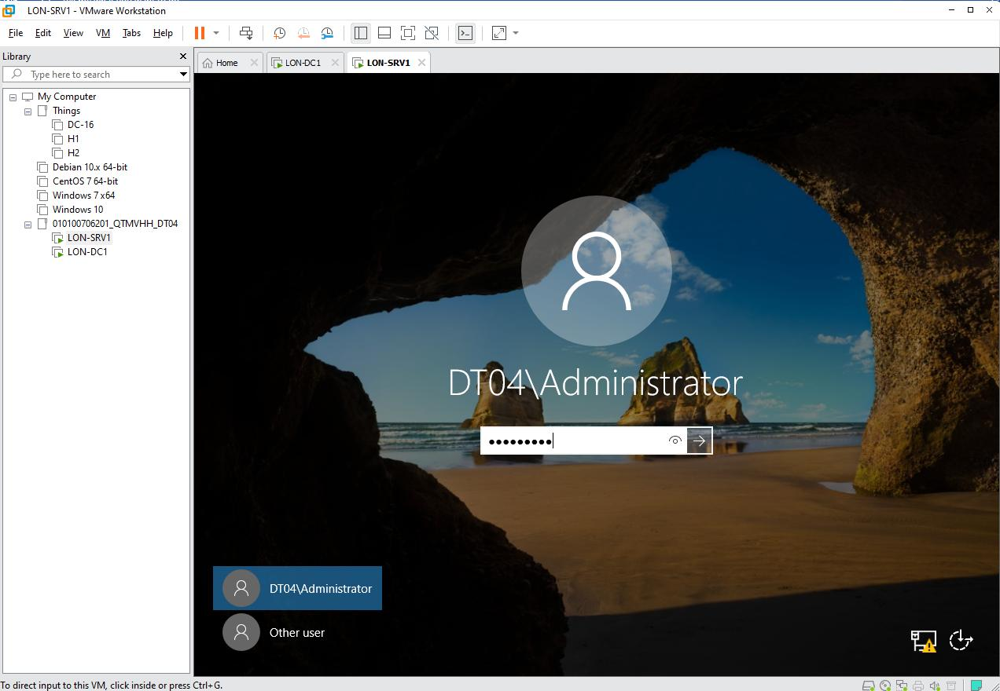 LON-SRV1 - VMware Workstation
File Edit View VM Tabs Help
Library
Type here to search
Home LON-DC1 LON-SRV1
My Computer
Things
DC-16
H1
H2
Debian 10.x 64-bit
CentOS 7 64-bit
Windows 7 x64
Windows 10
010100706201_QTMVHH_DT04
LON-SRV1
LON-DC1
DT04\Administrator
DT04\Administrator
Other user
To direct input to this VM, click inside or press Ctrl+G.